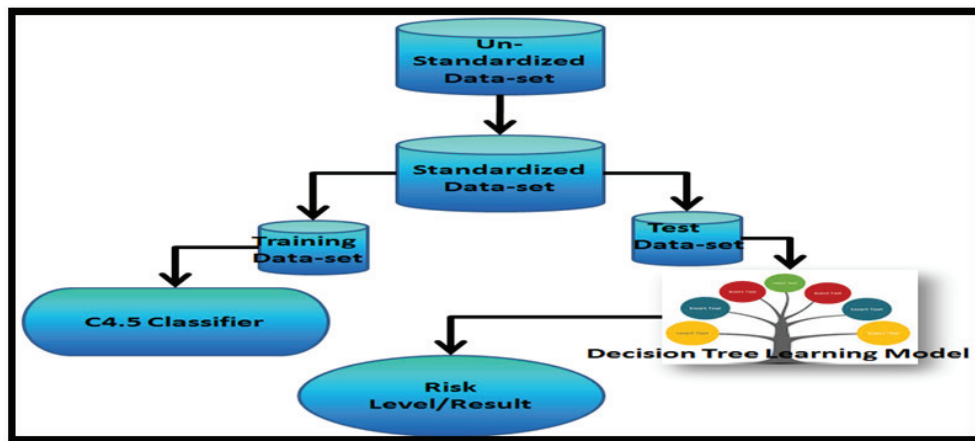 Un-
Standardized
Data-set
Standardized
Data-set
Training
Data-set
Test
Data-set
C4.5 Classifier
Decision Tree Learning Model
Risk
Level/Result